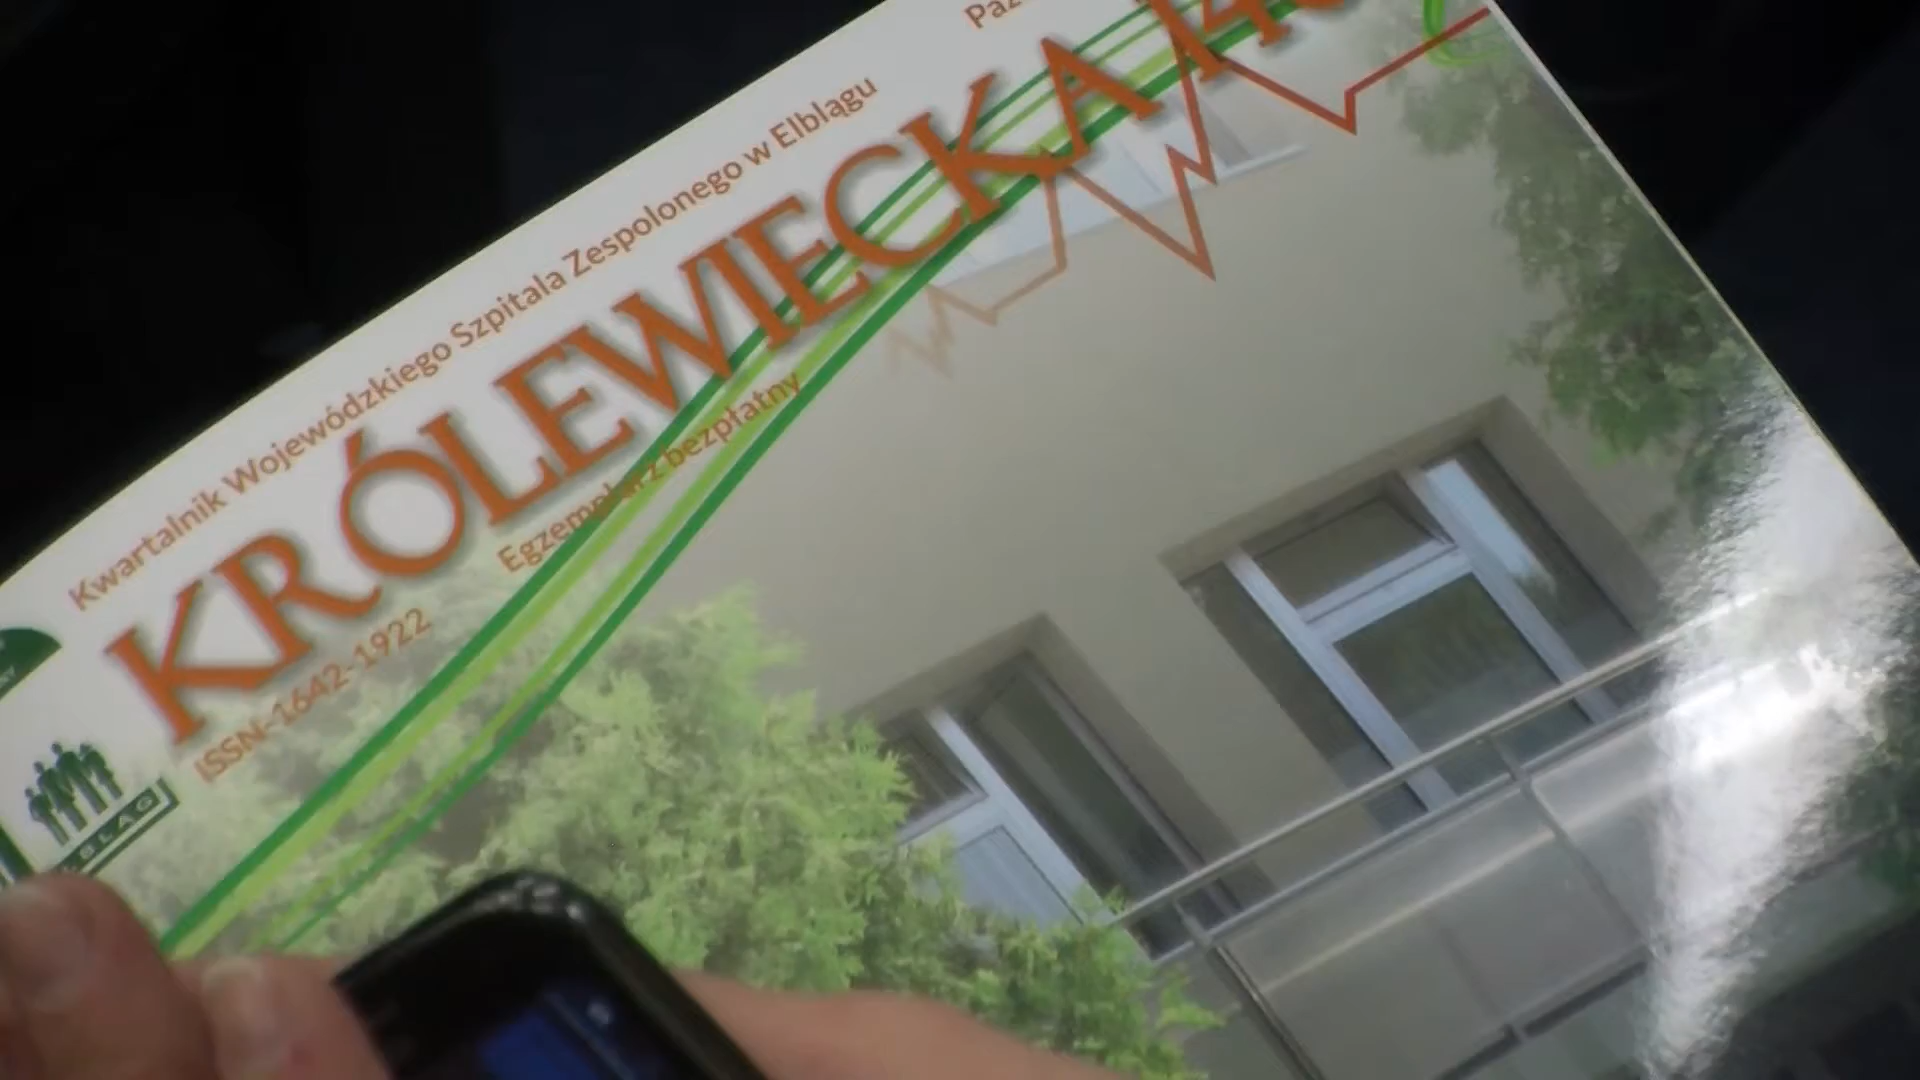 Kwartalnik Wojewódzkiego Szpitala Zespolonego w Elblągu
KRÓLEWIECKA
Egzemplarz bezpłatny
ISSN-1642-1922